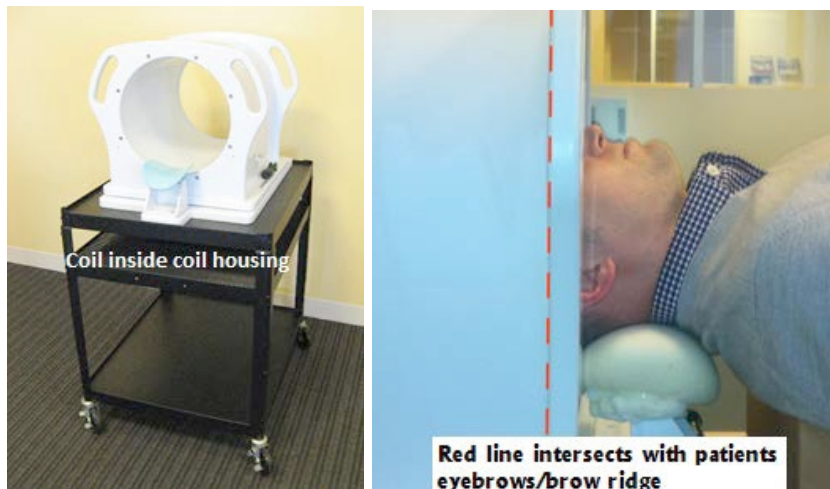 Coil inside coil housing
Red line intersects with patients
eyebrows/brow ridge